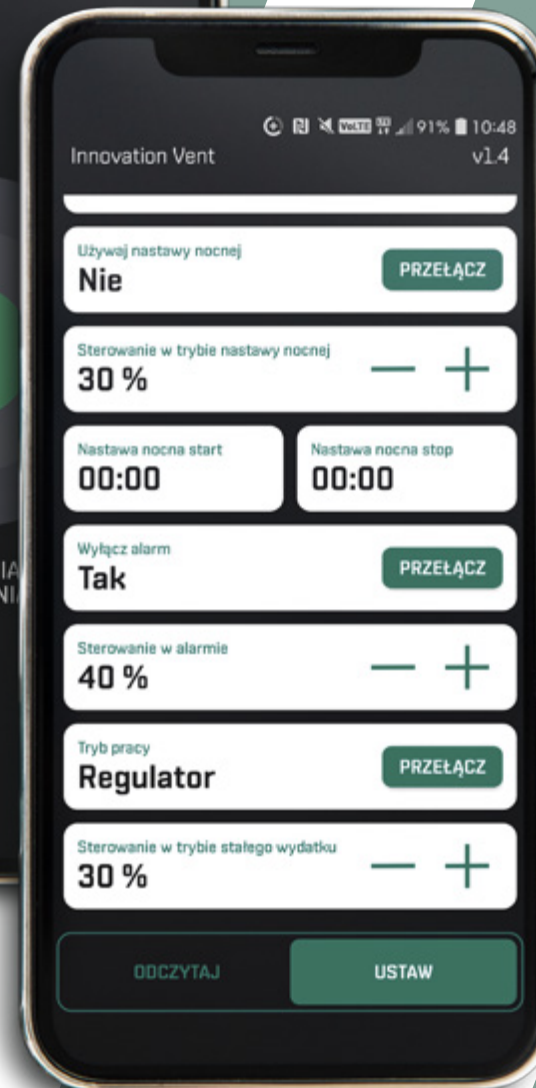 91% 10:48
Innovation Vent
v1.4
Używaj nastawy nocnej
Nie
PRZEŁĄCZ
Sterowanie w trybie nastawy nocnej
30 %
Nastawa nocna start
00:00
Nastawa nocna stop
00:00
Wyłącz alarm
Tak
PRZEŁĄCZ
Sterowanie w alarmie
40 %
Tryb pracy
Regulator
PRZEŁĄCZ
Sterowanie w trybie stałego wydatku
30 %
ODCZYTAJ
USTAW